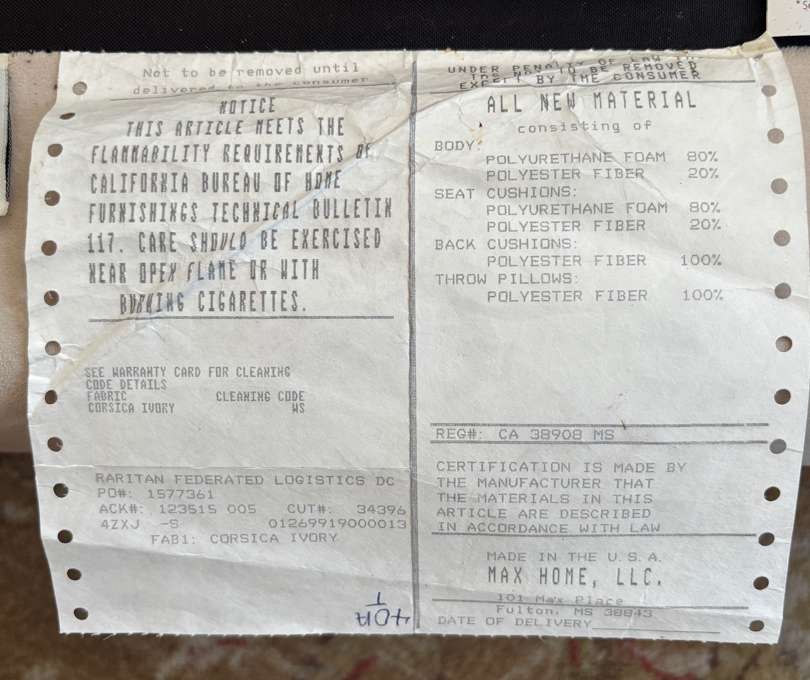 Not to be removed until
delivered to the consumer
NOTICE
THIS ARTICLE MEETS THE
FLAMMABILITY REQUIREMENTS OF
CALIFORNIA BUREAU OF HOME
FURNISHINGS TECHNICAL BULLETIN
117. CARE SHOULD BE EXERCISED
NEAR OPEN FLAME OR WITH
BURNING CIGARETTES.
SEE WARRANTY CARD FOR CLEANING
CODE DETAILS
FABRIC CLEANING CODE
CORSICA IVORY WS
RARITAN FEDERATED LOGISTICS DC
PO#: 1577361
ACK#: 123515 005 CUT#: 34396
4ZXJ -S 01269919000013
FAB1: CORSICA IVORY
UNDER PENALTY OF LAW
TO BE REMOVED
BY THE CONSUMER
ALL NEW MATERIAL
consisting of
BODY:
POLYURETHANE FOAM 80%
POLYESTER FIBER 20%
SEAT CUSHIONS:
POLYURETHANE FOAM 80%
POLYESTER FIBER 20%
BACK CUSHIONS:
POLYESTER FIBER 100%
THROW PILLOWS:
POLYESTER FIBER 100%
REG#: CA 38908 MS
CERTIFICATION IS MADE BY
THE MANUFACTURER THAT
THE MATERIALS IN THIS
ARTICLE ARE DESCRIBED
IN ACCORDANCE WITH LAW
MADE IN THE U.S.A.
MAX HOME, LLC.
101 Max Place
Fulton, MS 38843
DATE OF DELIVERY